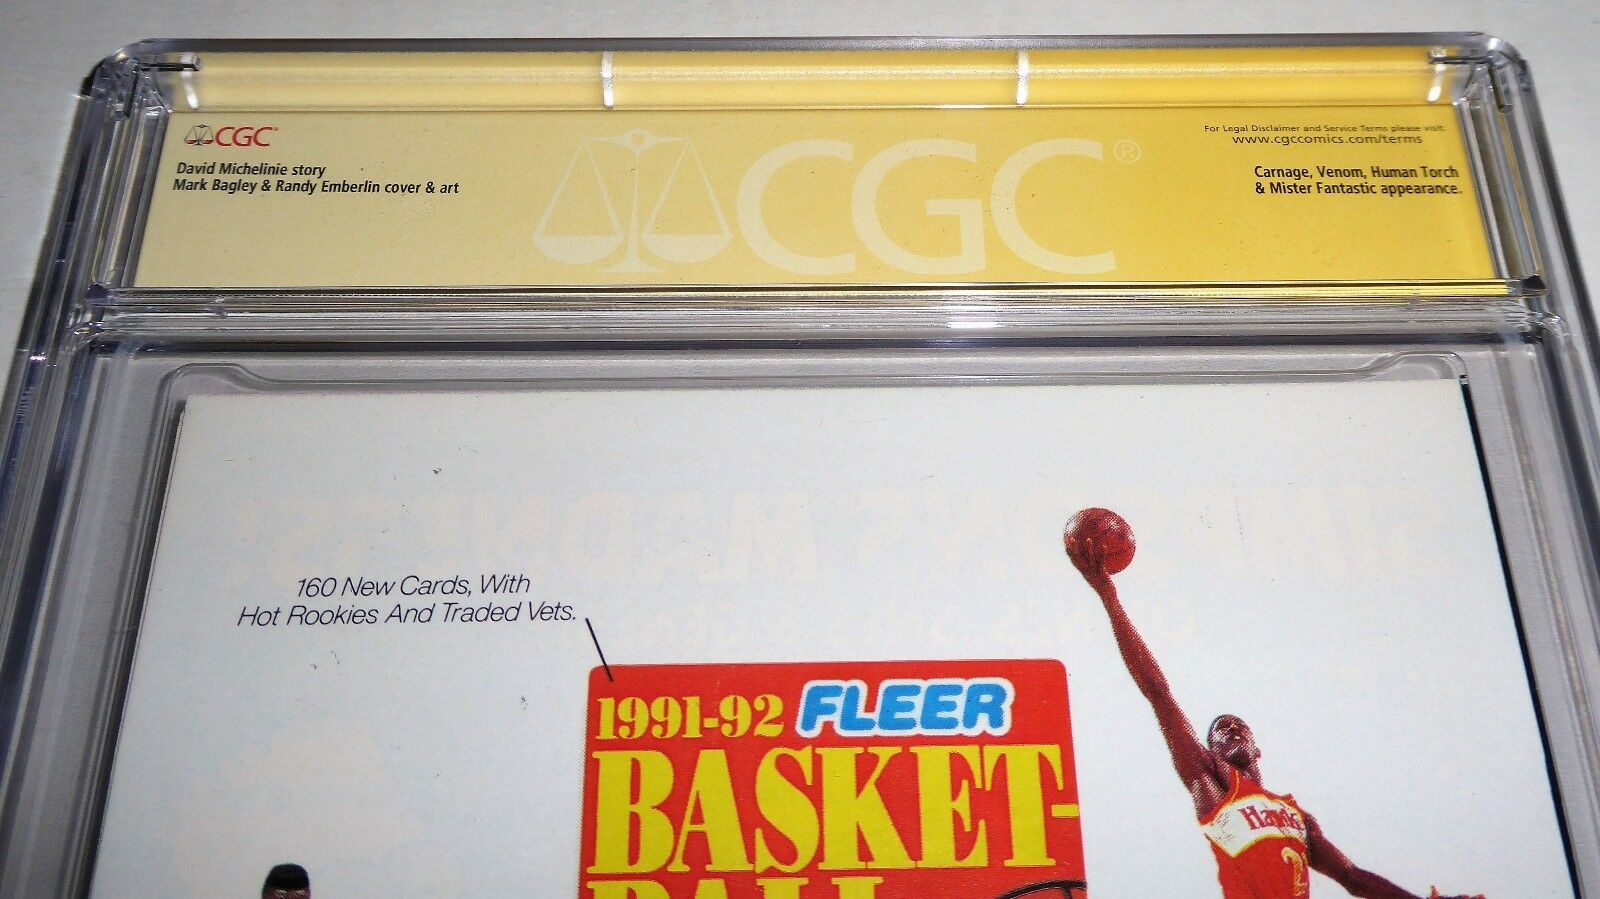 CGC®
David Michelinie story
Mark Bagley & Randy Emberlin cover & art
CGC®
For Legal Disclaimer and Service Terms please visit:
www.cgccomics.com/terms
Carnage, Venom, Human Torch
& Mister Fantastic appearance.
160 New Cards, With
Hot Rookies And Traded Vets.
1991-92 FLEER
BASKET-
BALL
Hawks